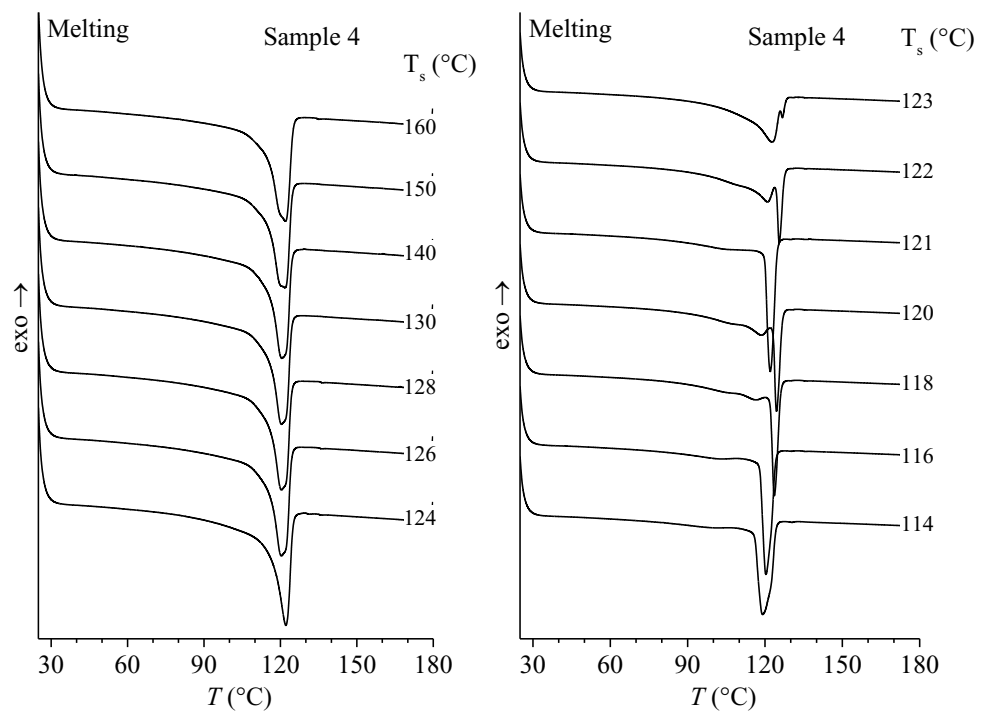 Melting
Sample 4
T_s (°C)
160
150
140
130
128
126
124
exo →
30 60 90 120 150 180
T (°C)
Melting
Sample 4
T_s (°C)
123
122
121
120
118
116
114
exo →
30 60 90 120 150 180
T (°C)